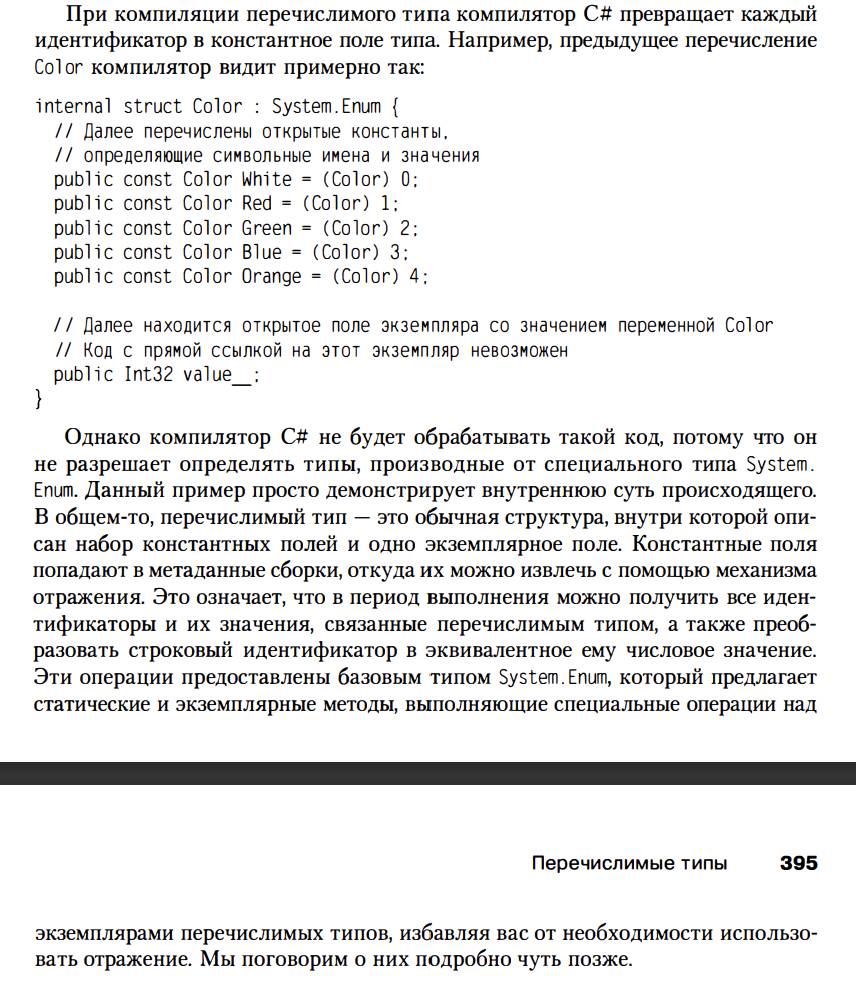 При компиляции перечислимого типа компилятор C# превращает каждый
идентификатор в константное поле типа. Например, предыдущее перечисление
Color компилятор видит примерно так:
internal struct Color : System.Enum {
// Далее перечислены открытые константы,
// определяющие символьные имена и значения
public const Color White = (Color) 0;
public const Color Red = (Color) 1;
public const Color Green = (Color) 2;
public const Color Blue = (Color) 3;
public const Color Orange = (Color) 4;
// Далее находится открытое поле экземпляра со значением переменной Color
// Код с прямой ссылкой на этот экземпляр невозможен
public Int32 value__;
}
Однако компилятор C# не будет обрабатывать такой код, потому что он
не разрешает определять типы, производные от специального типа System.
Enum. Данный пример просто демонстрирует внутреннюю суть происходящего.
В общем-то, перечислимый тип — это обычная структура, внутри которой опи-
сан набор константных полей и одно экземплярное поле. Константные поля
попадают в метаданные сборки, откуда их можно извлечь с помощью механизма
отражения. Это означает, что в период выполнения можно получить все иден-
тификаторы и их значения, связанные перечислимым типом, а также преоб-
разовать строковый идентификатор в эквивалентное ему числовое значение.
Эти операции предоставлены базовым типом System.Enum, который предлагает
статические и экземплярные методы, выполняющие специальные операции над
Перечислимые типы 395
экземплярами перечислимых типов, избавляя вас от необходимости использо-
вать отражение. Мы поговорим о них подробно чуть позже.